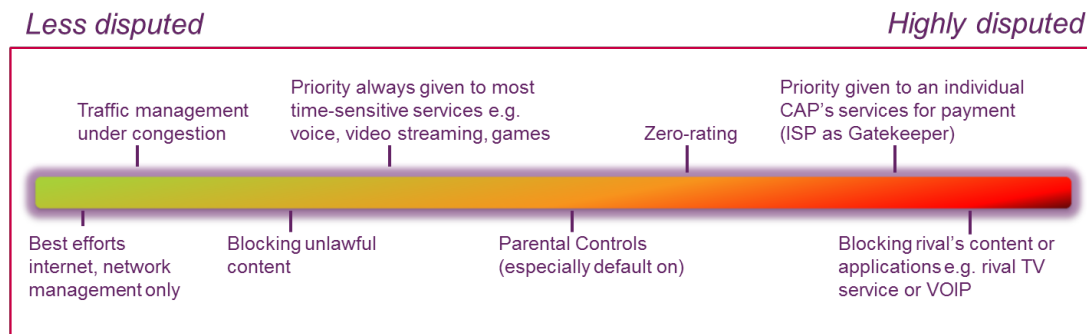 Less disputed
Highly disputed
Traffic management
under congestion
Priority always given to most
time-sensitive services e.g.
voice, video streaming, games
Zero-rating
Priority given to an individual
CAP's services for payment
(ISP as Gatekeeper)
Best efforts
internet, network
management only
Blocking unlawful
content
Parental Controls
(especially default on)
Blocking rival's content or
applications e.g. rival TV
service or VOIP